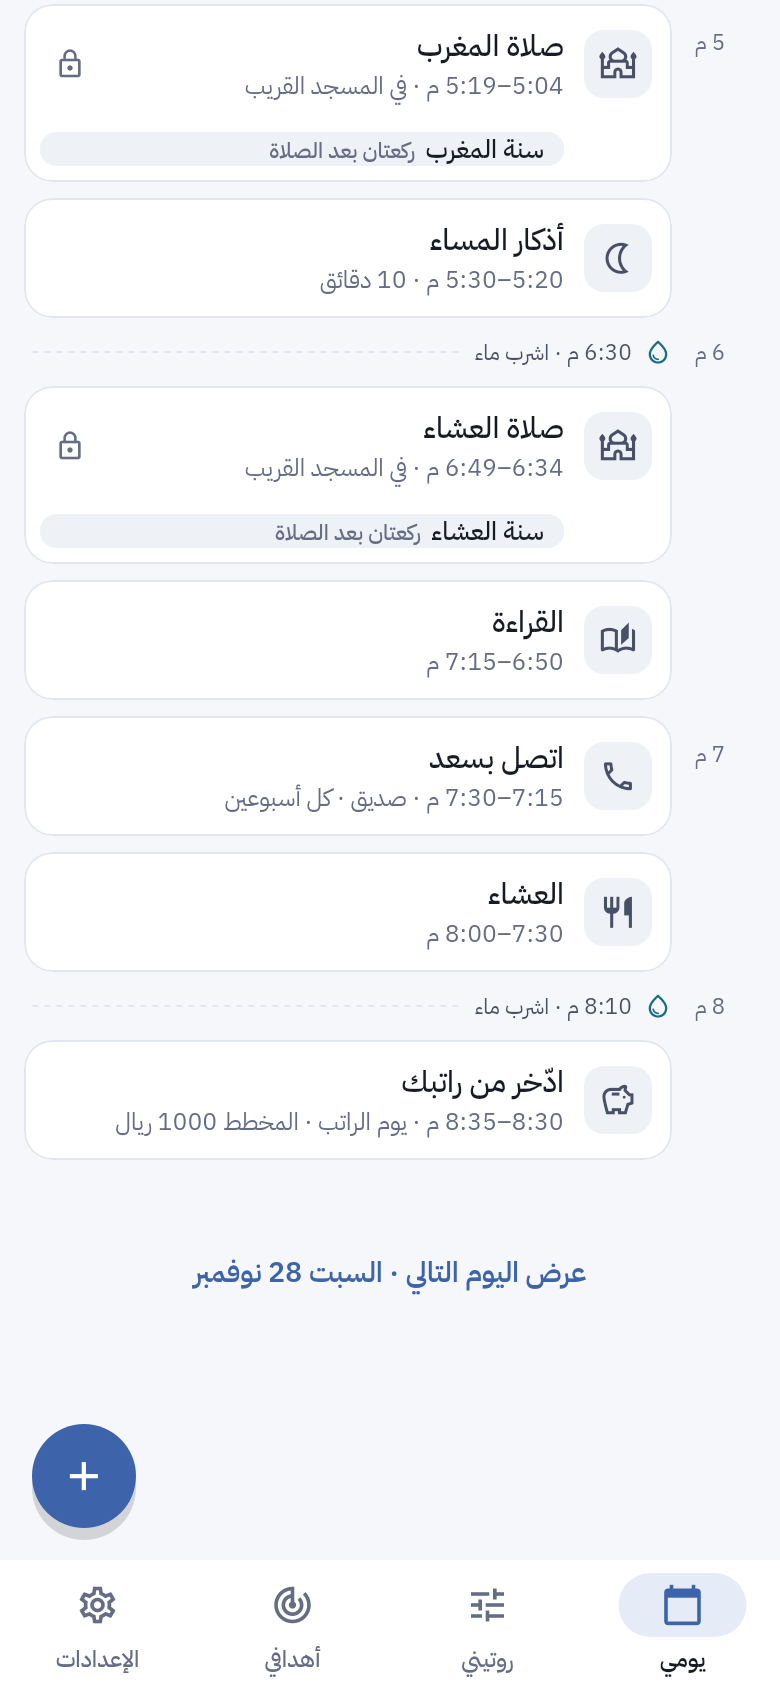 5 م
صلاة المغرب
5:04–5:19 م · في المسجد القريب
سنة المغرب ركعتان بعد الصلاة
أذكار المساء
5:20–5:30 م · 10 دقائق
6 م
6:30 م · اشرب ماء
صلاة العشاء
6:34–6:49 م · في المسجد القريب
سنة العشاء ركعتان بعد الصلاة
القراءة
6:50–7:15 م
7 م
اتصل بسعد
7:15–7:30 م · صديق · كل أسبوعين
العشاء
7:30–8:00 م
8 م
8:10 م · اشرب ماء
ادّخر من راتبك
8:30–8:35 م · يوم الراتب · المخطط 1000 ريال
عرض اليوم التالي · السبت 28 نوفمبر
يومي
روتيني
أهدافي
الإعدادات